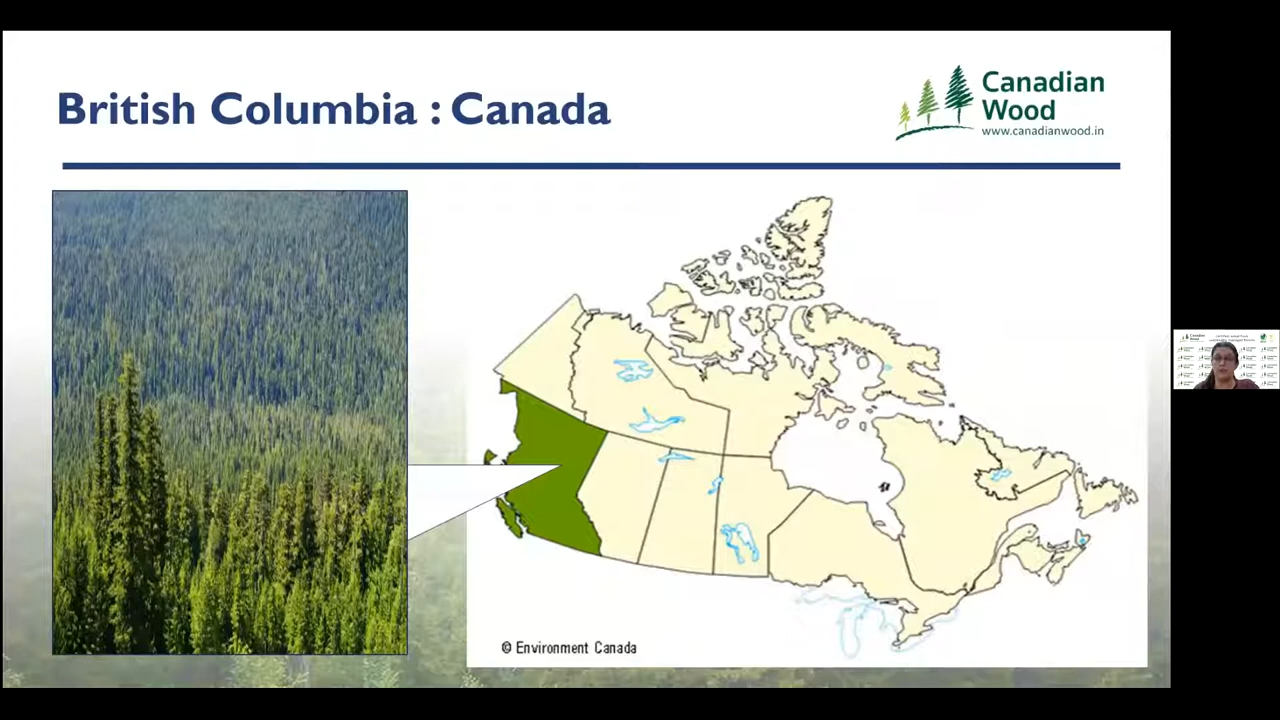 British Columbia : Canada
Canadian
Wood
www.canadianwood.in
© Environment Canada